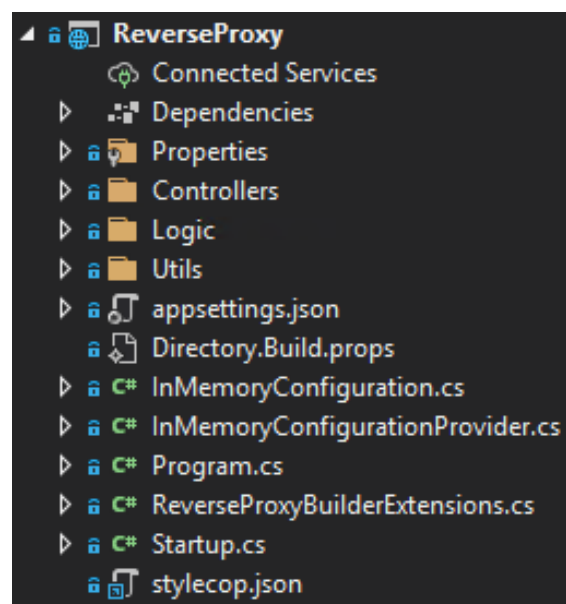 ReverseProxy
Connected Services
Dependencies
Properties
Controllers
Logic
Utils
appsettings.json
Directory.Build.props
C# InMemoryConfiguration.cs
C# InMemoryConfigurationProvider.cs
C# Program.cs
C# ReverseProxyBuilderExtensions.cs
C# Startup.cs
stylecop.json